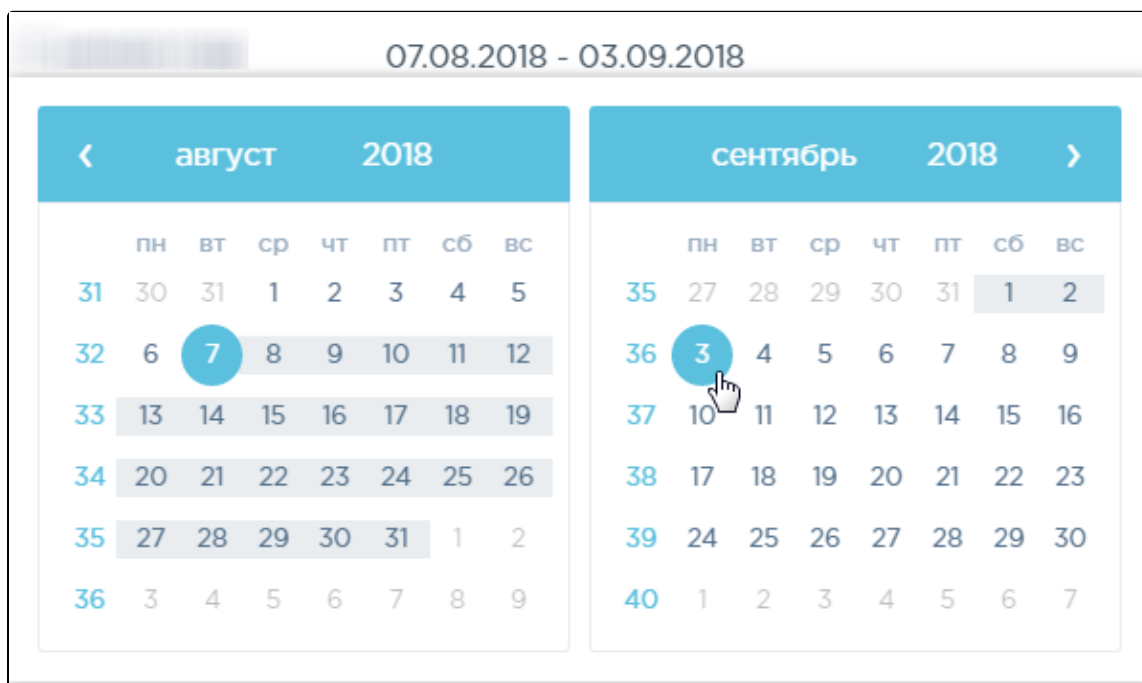 07.08.2018 - 03.09.2018
август 2018
пн вт ср чт пт сб вс
31 30 31 1 2 3 4 5
32 6 7 8 9 10 11 12
33 13 14 15 16 17 18 19
34 20 21 22 23 24 25 26
35 27 28 29 30 31 1 2
36 3 4 5 6 7 8 9
сентябрь 2018
пн вт ср чт пт сб вс
35 27 28 29 30 31 1 2
36 3 4 5 6 7 8 9
37 10 11 12 13 14 15 16
38 17 18 19 20 21 22 23
39 24 25 26 27 28 29 30
40 1 2 3 4 5 6 7